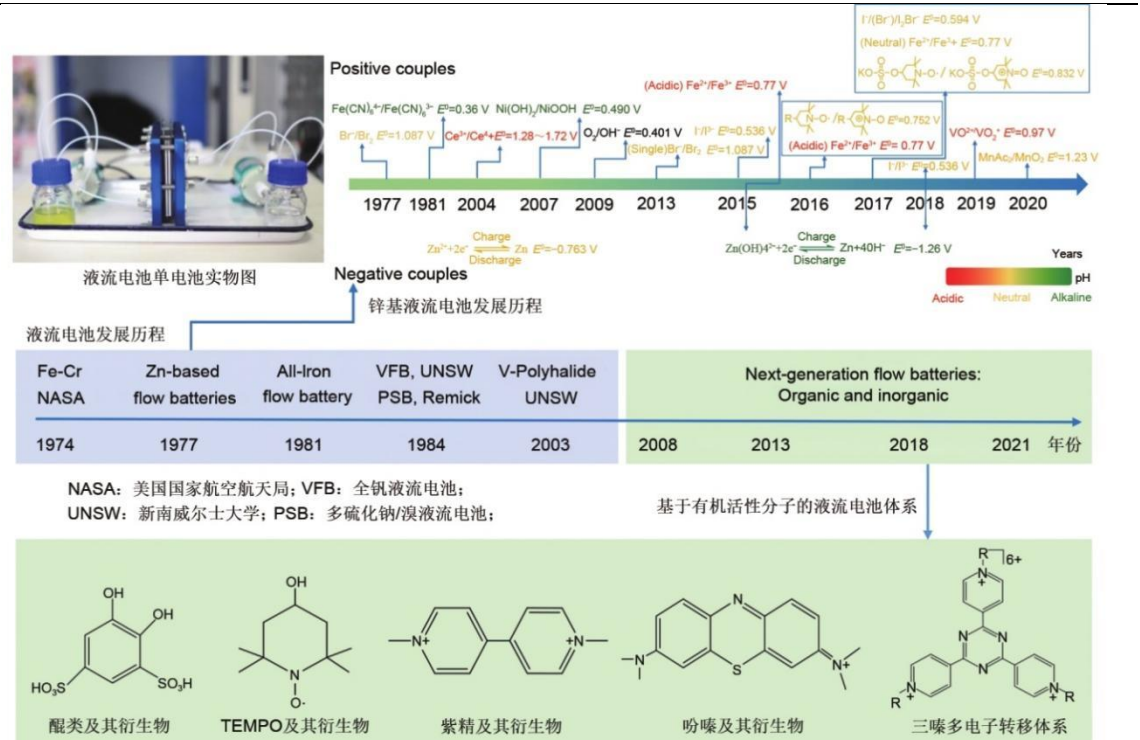 I⁻/(Br⁻)/I₂Br⁻ E⁰=0.594 V
(Neutral) Fe²⁺/Fe³+ E⁰=0.77 V
KO-S-O- N-O· / KO-S-O- N=O E⁰=0.832 V
Positive couples
(Acidic) Fe²⁺/Fe³⁺ E⁰=0.77 V
Fe(CN)₆⁴⁻/Fe(CN)₆³⁻ E⁰=0.36 V
Ni(OH)₂/NiOOH E⁰=0.490 V
R- N-O· /R- N-O E⁰=0.752 V
Br⁻/Br₂ E⁰=1.087 V
Ce³⁺/Ce⁴+E⁰=1.28～1.72 V
O₂/OH⁻ E⁰=0.401 V
I⁻/I³⁻ E⁰=0.536 V
VO²⁺/VO₂⁺ E⁰=0.97 V
(Single)Br⁻/Br₂ E⁰=1.087 V
(Acidic) Fe²⁺/Fe³⁺ E⁰= 0.77 V
I⁻/I³⁻ E⁰=0.536 V
MnAc₂/MnO₂ E⁰=1.23 V
1977 1981 2004 2007 2009 2013 2015 2016 2017 2018 2019 2020
Years
Charge
Zn²⁺+2e⁻ Zn E⁰=-0.763 V
Discharge
Charge
Zn(OH)4²⁻+2e⁻ Zn+4OH⁻ E⁰=-1.26 V
Discharge
液流电池单电池实物图
Negative couples
pH
Acidic Neutral Alkaline
锌基液流电池发展历程
液流电池发展历程
Fe-Cr
NASA
Zn-based
flow batteries
All-Iron
flow battery
VFB, UNSW
PSB, Remick
V-Polyhalide
UNSW
Next-generation flow batteries:
Organic and inorganic
1974 1977 1981 1984 2003 2008 2013 2018 2021 年份
NASA：美国国家航空航天局; VFB：全钒液流电池;
UNSW：新南威尔士大学; PSB：多硫化钠/溴液流电池;
基于有机活性分子的液流电池体系
OH
OH
HO₃S
SO₃H
OH
N
O·
N⁺
N⁺
N
N
S
N⁺
R
6+
N⁺
N
N
N
N⁺
R
N⁺
R
醌类及其衍生物
TEMPO及其衍生物
紫精及其衍生物
吩嗪及其衍生物
三嗪多电子转移体系